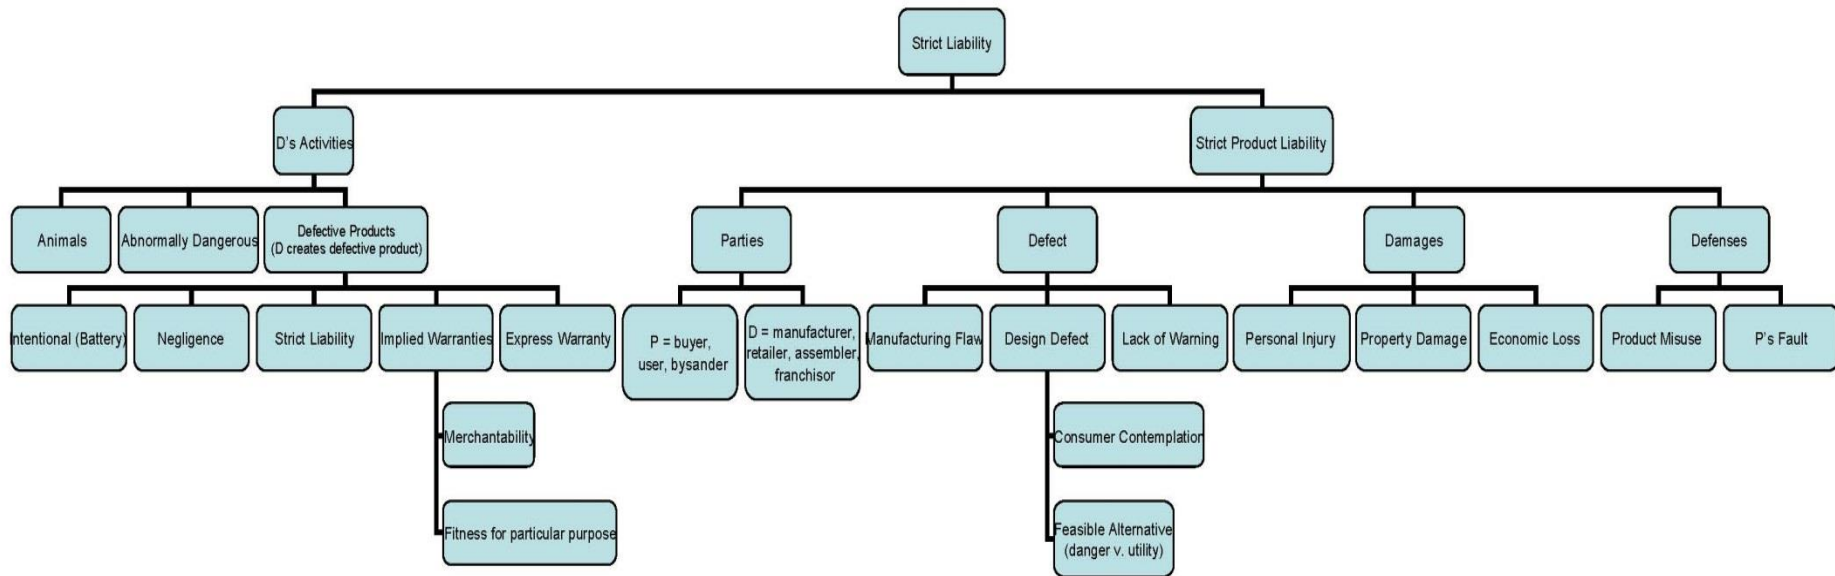 Strict Liability
D's Activities
Strict Product Liability
Animals
Abnormally Dangerous
Defective Products
(D creates defective product)
Parties
Defect
Damages
Defenses
Intentional (Battery)
Negligence
Strict Liability
Implied Warranties
Express Warranty
P = buyer,
user, bysander
D = manufacturer,
retailer, assembler,
franchisor
Manufacturing Flaw
Design Defect
Lack of Warning
Personal Injury
Property Damage
Economic Loss
Product Misuse
P's Fault
Merchantability
Consumer Contemplation
Fitness for particular purpose
Feasible Alternative
(danger v. utility)